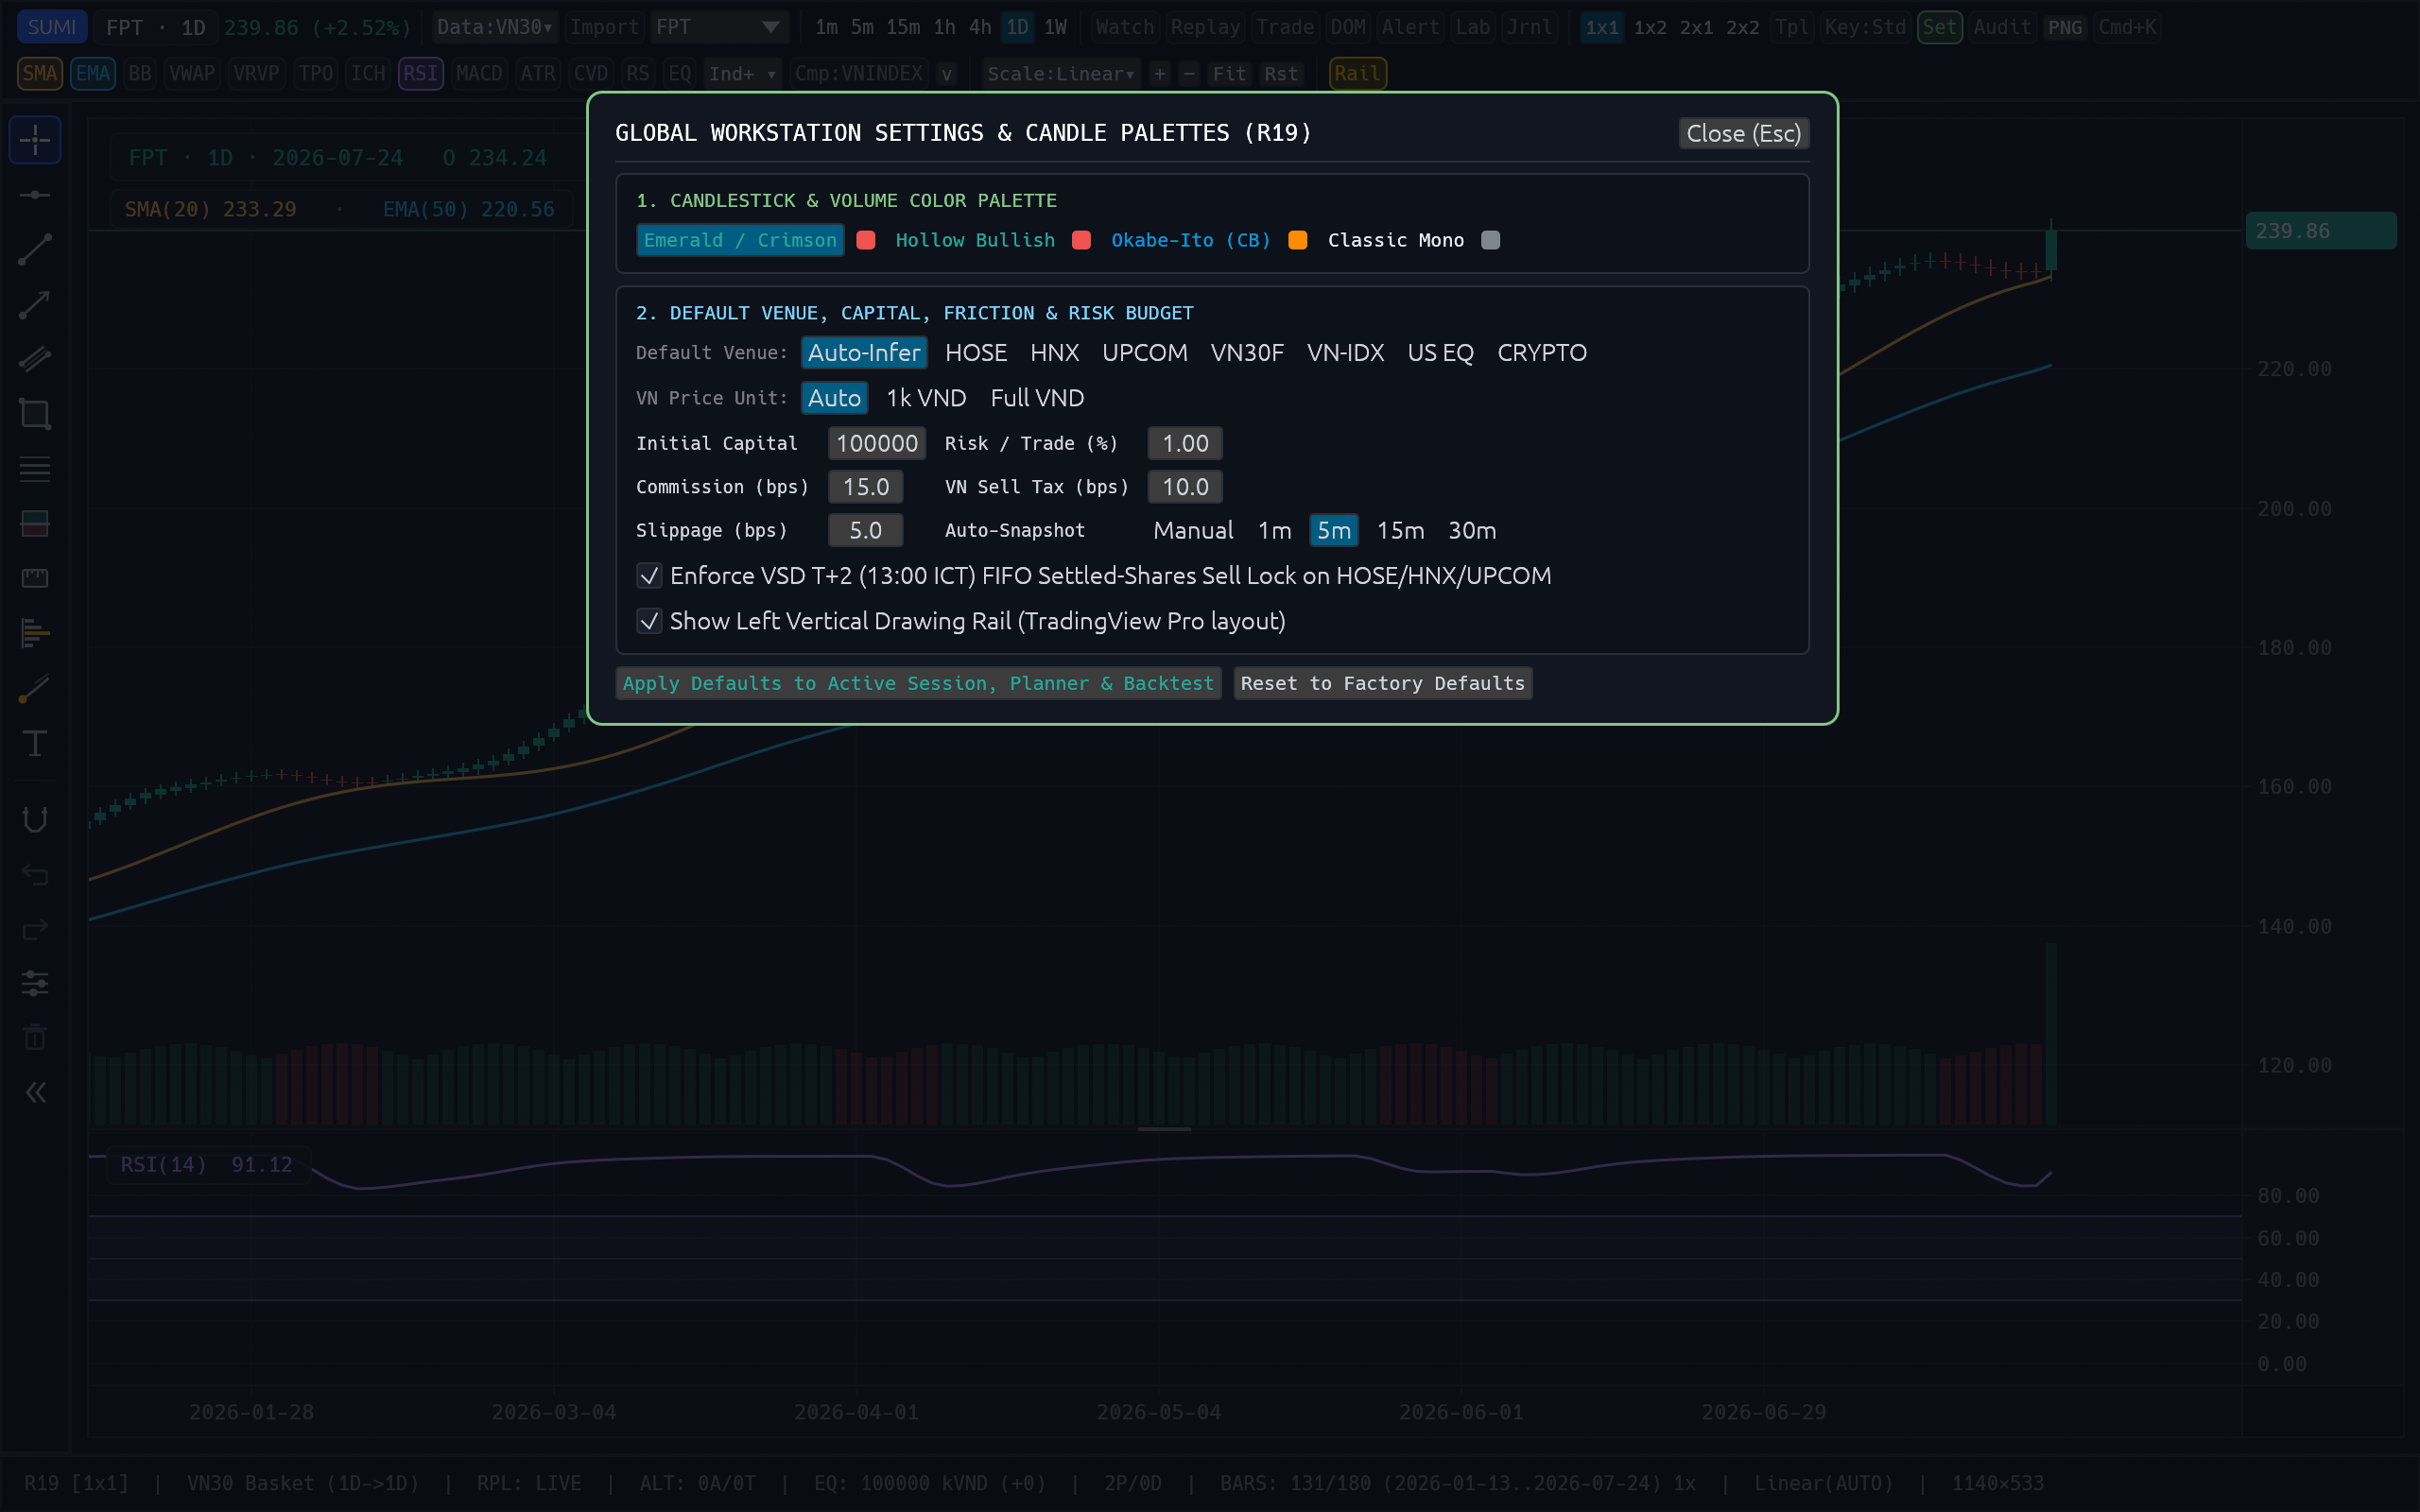 SUMI FPT · 1D 239.86 (+2.52%) Data:VN30▾ Import FPT 1m 5m 15m 1h 4h 1D 1W Watch Replay Trade DOM Alert Lab Jrnl 1x1 1x2 2x1 2x2 Tpl Key:Std Set Audit PNG Cmd+K
SMA EMA BB VWAP VRVP TPO ICH RSI MACD ATR CVD RS EQ Ind+ ▾ Cmp:VNINDEX v Scale:Linear▾ + − Fit Rst Rail
GLOBAL WORKSTATION SETTINGS & CANDLE PALETTES (R19) Close (Esc)
FPT · 1D · 2026-07-24 O 234.24
SMA(20) 233.29 · EMA(50) 220.56
1. CANDLESTICK & VOLUME COLOR PALETTE
Emerald / Crimson Hollow Bullish Okabe-Ito (CB) Classic Mono
2. DEFAULT VENUE, CAPITAL, FRICTION & RISK BUDGET
Default Venue: Auto-Infer HOSE HNX UPCOM VN30F VN-IDX US EQ CRYPTO
VN Price Unit: Auto 1k VND Full VND
Initial Capital 100000 Risk / Trade (%) 1.00
Commission (bps) 15.0 VN Sell Tax (bps) 10.0
Slippage (bps) 5.0 Auto-Snapshot Manual 1m 5m 15m 30m
Enforce VSD T+2 (13:00 ICT) FIFO Settled-Shares Sell Lock on HOSE/HNX/UPCOM
Show Left Vertical Drawing Rail (TradingView Pro layout)
Apply Defaults to Active Session, Planner & Backtest Reset to Factory Defaults
239.86
220.00
200.00
180.00
160.00
140.00
120.00
RSI(14) 91.12
80.00
60.00
40.00
20.00
0.00
2026-01-28 2026-03-04 2026-04-01 2026-05-04 2026-06-01 2026-06-29
R19 [1x1] | VN30 Basket (1D->1D) | RPL: LIVE | ALT: 0A/0T | EQ: 100000 kVND (+0) | 2P/0D | BARS: 131/180 (2026-01-13..2026-07-24) 1x | Linear(AUTO) | 1140×533